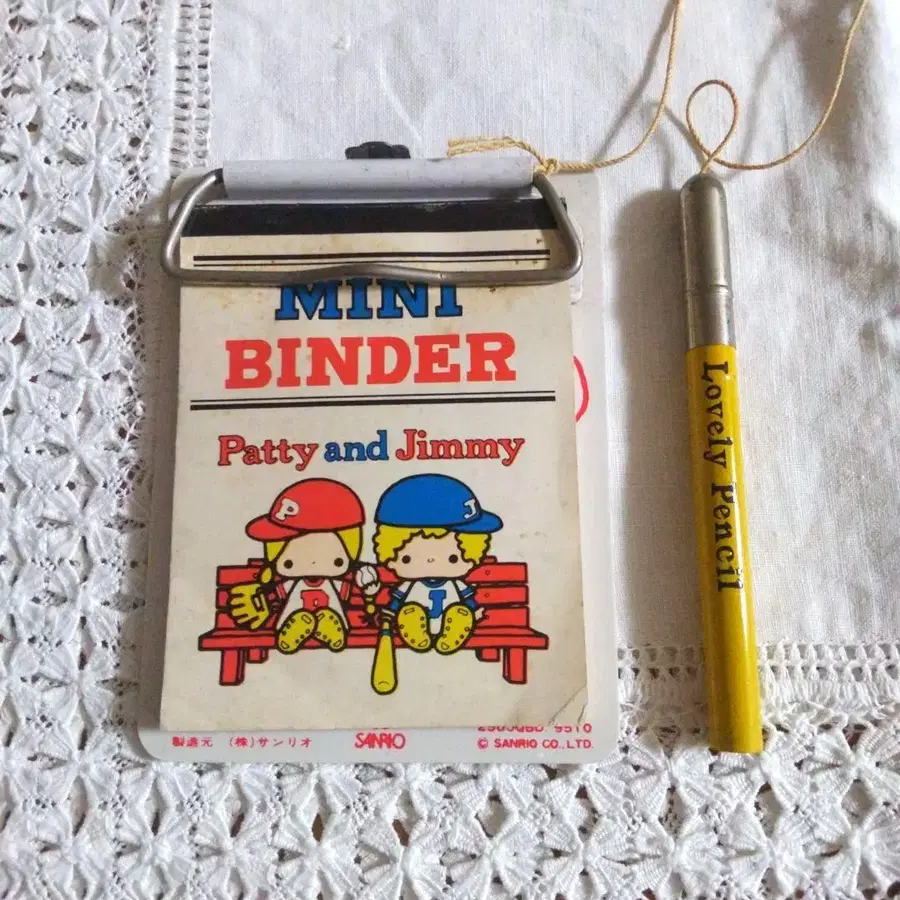 MINI
BINDER
Patty and Jimmy
P J
P J
製造元 (株)サンリオ
SANRIO
9510
© SANRIO CO., LTD.
Lovely Pencil